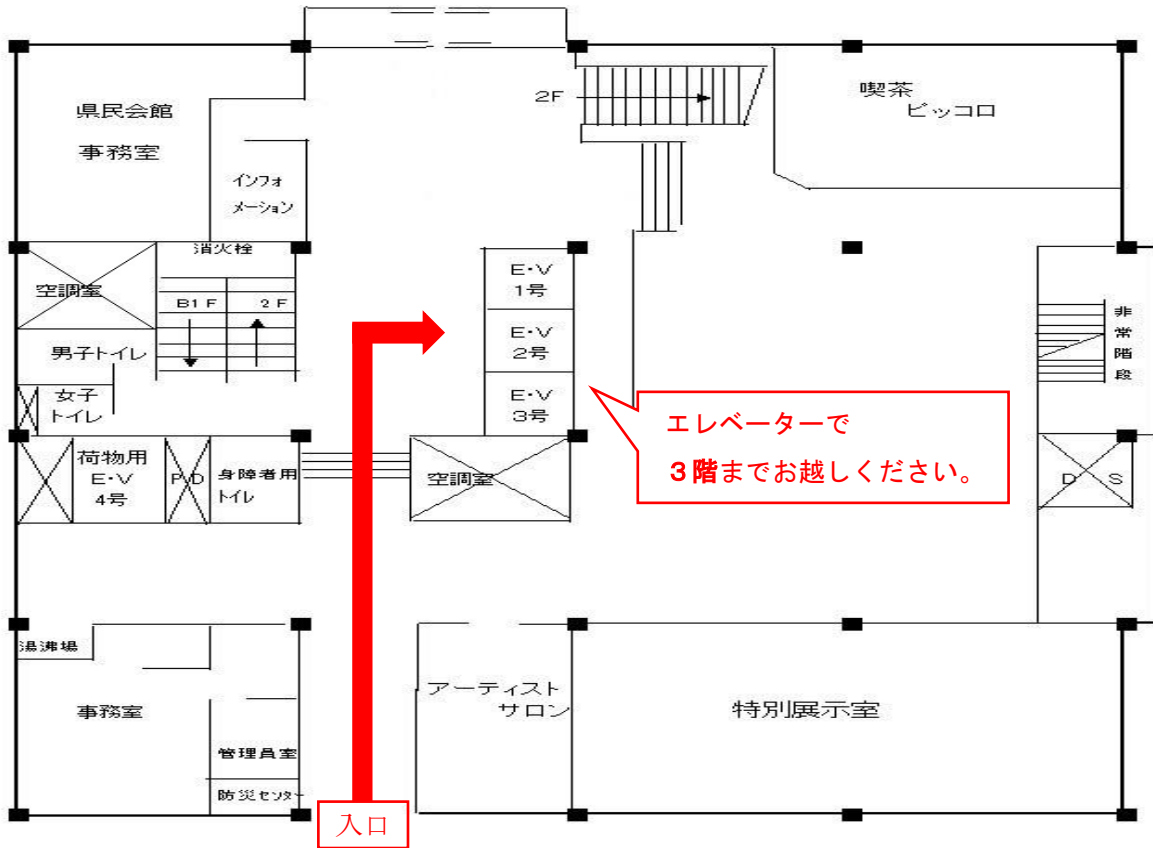 2F
喫茶
ピッコロ
県民会館
事務室
インフォ
メーション
消火栓
空調室
B1F
2F
E・V
1号
E・V
2号
E・V
3号
非常階段
男子トイレ
女子
トイレ
エレベーターで
３階までお越しください。
荷物用
E・V
4号
PD
身障者用
トイレ
空調室
DS
湯沸場
事務室
アーティスト
サロン
特別展示室
管理員室
防災センター
入口